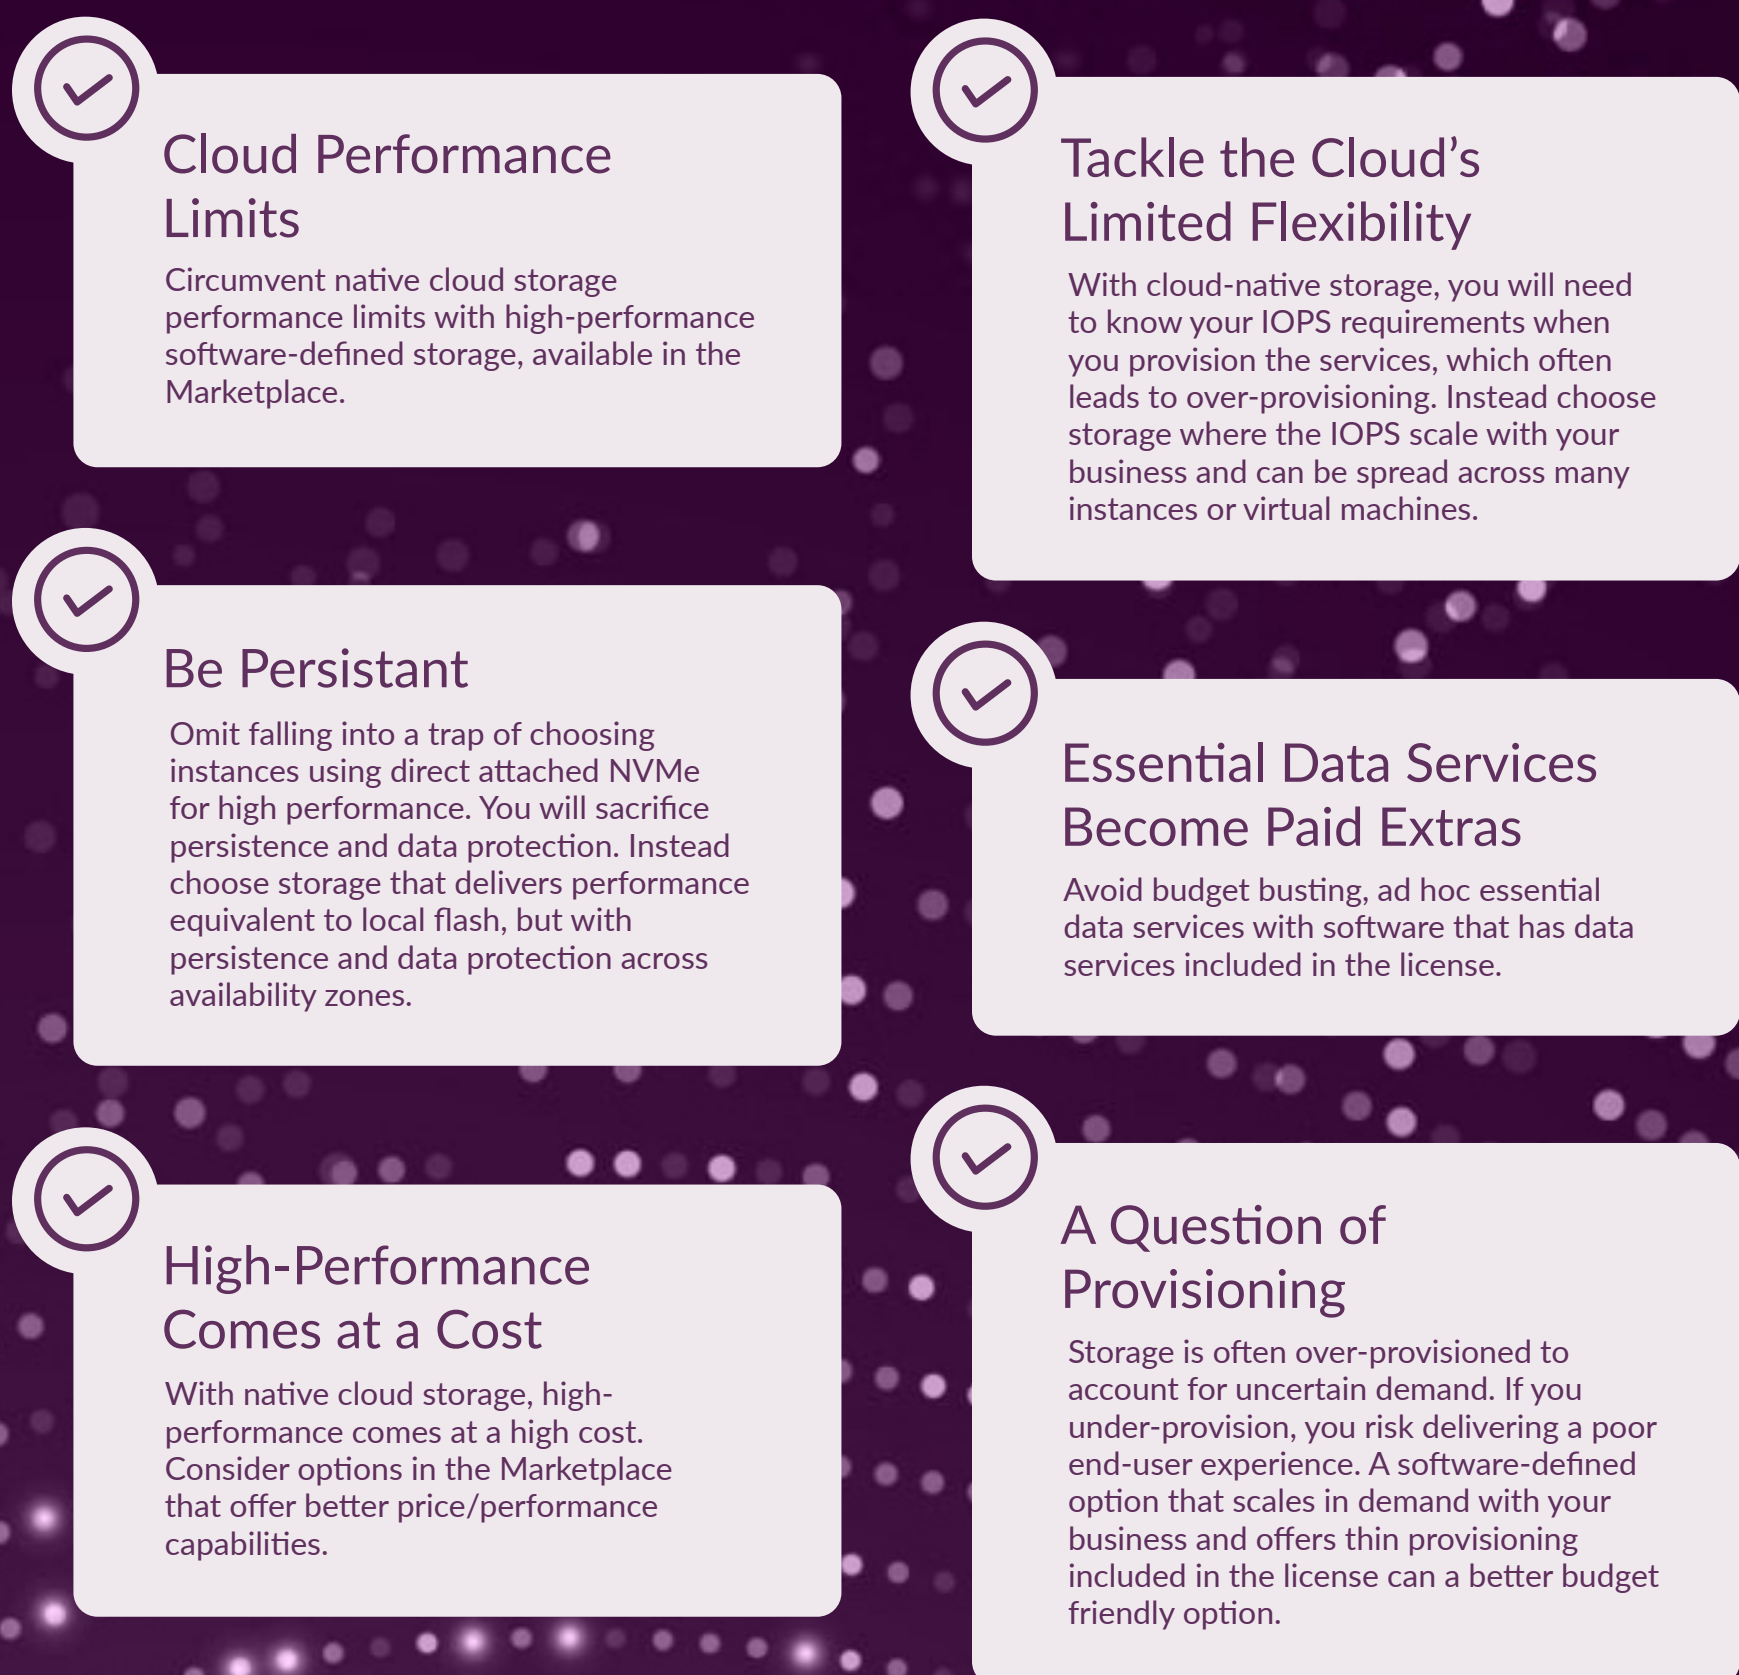 Cloud Performance
Limits
Circumvent native cloud storage
performance limits with high-performance
software-defined storage, available in the
Marketplace.
Be Persistant
Omit falling into a trap of choosing
instances using direct attached NVMe
for high performance. You will sacrifice
persistence and data protection. Instead
choose storage that delivers performance
equivalent to local flash, but with
persistence and data protection across
availability zones.
High-Performance
Comes at a Cost
With native cloud storage, high-
performance comes at a high cost.
Consider options in the Marketplace
that offer better price/performance
capabilities.
Tackle the Cloud’s
Limited Flexibility
With cloud-native storage, you will need
to know your IOPS requirements when
you provision the services, which often
leads to over-provisioning. Instead choose
storage where the IOPS scale with your
business and can be spread across many
instances or virtual machines.
Essential Data Services
Become Paid Extras
Avoid budget busting, ad hoc essential
data services with software that has data
services included in the license.
A Question of
Provisioning
Storage is often over-provisioned to
account for uncertain demand. If you
under-provision, you risk delivering a poor
end-user experience. A software-defined
option that scales in demand with your
business and offers thin provisioning
included in the license can a better budget
friendly option.